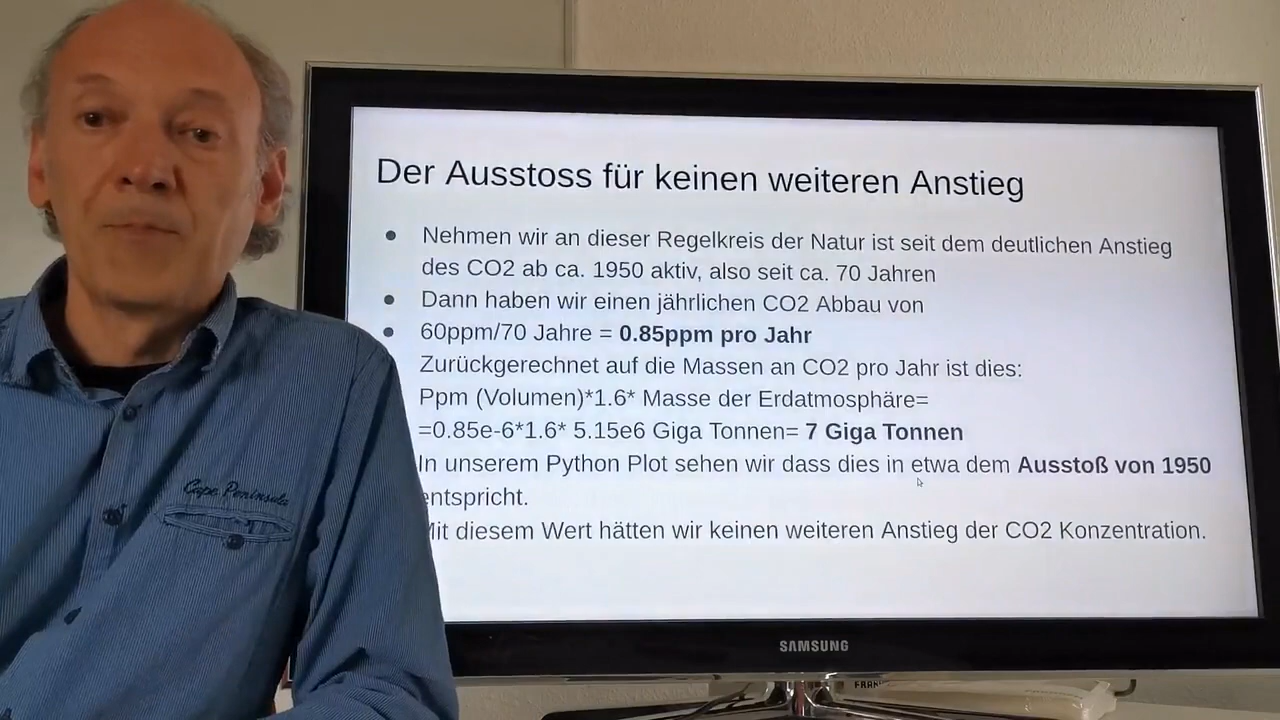 Der Ausstoss für keinen weiteren Anstieg
Nehmen wir an dieser Regelkreis der Natur ist seit dem deutlichen Anstieg
des CO2 ab ca. 1950 aktiv, also seit ca. 70 Jahren
Dann haben wir einen jährlichen CO2 Abbau von
60ppm/70 Jahre = 0.85ppm pro Jahr
Zurückgerechnet auf die Massen an CO2 pro Jahr ist dies:
Ppm (Volumen)*1.6* Masse der Erdatmosphäre=
=0.85e-6*1.6* 5.15e6 Giga Tonnen= 7 Giga Tonnen
In unserem Python Plot sehen wir dass dies in etwa dem Ausstoß von 1950
entspricht.
Mit diesem Wert hätten wir keinen weiteren Anstieg der CO2 Konzentration.
Cape Peninsula
SAMSUNG